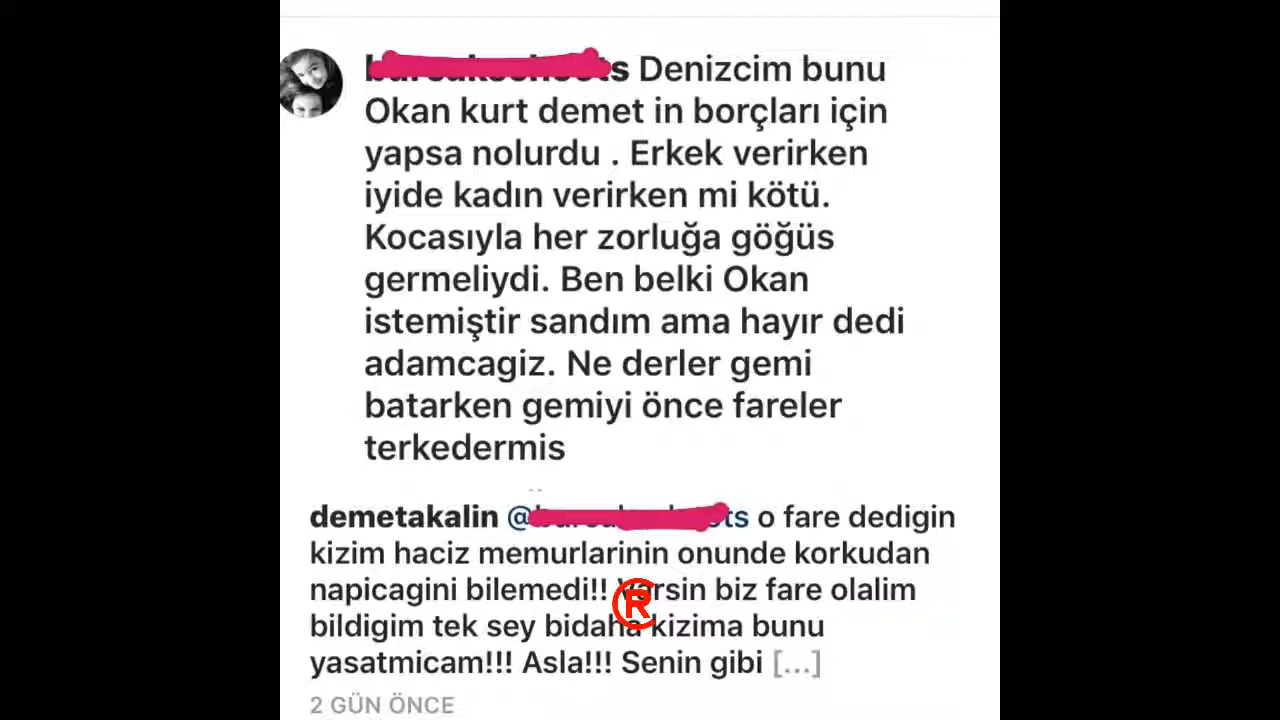 Denizcim bunu
Okan kurt demet in borçları için
yapsa nolurdu . Erkek verirken
iyide kadın verirken mi kötü.
Kocasıyla her zorluğa göğüs
germeliydi. Ben belki Okan
istemiştir sandım ama hayır dedi
adamcagiz. Ne derler gemi
batarken gemiyi önce fareler
terkedermis
demetakalin @ o fare dedigin
kizim haciz memurlarinin onunde korkudan
napicagini bilemedi!! Varsin biz fare olalim
bildigim tek sey bidaha kizima bunu
yasatmicam!!! Asla!!! Senin gibi [...]
2 GÜN ÖNCE
R